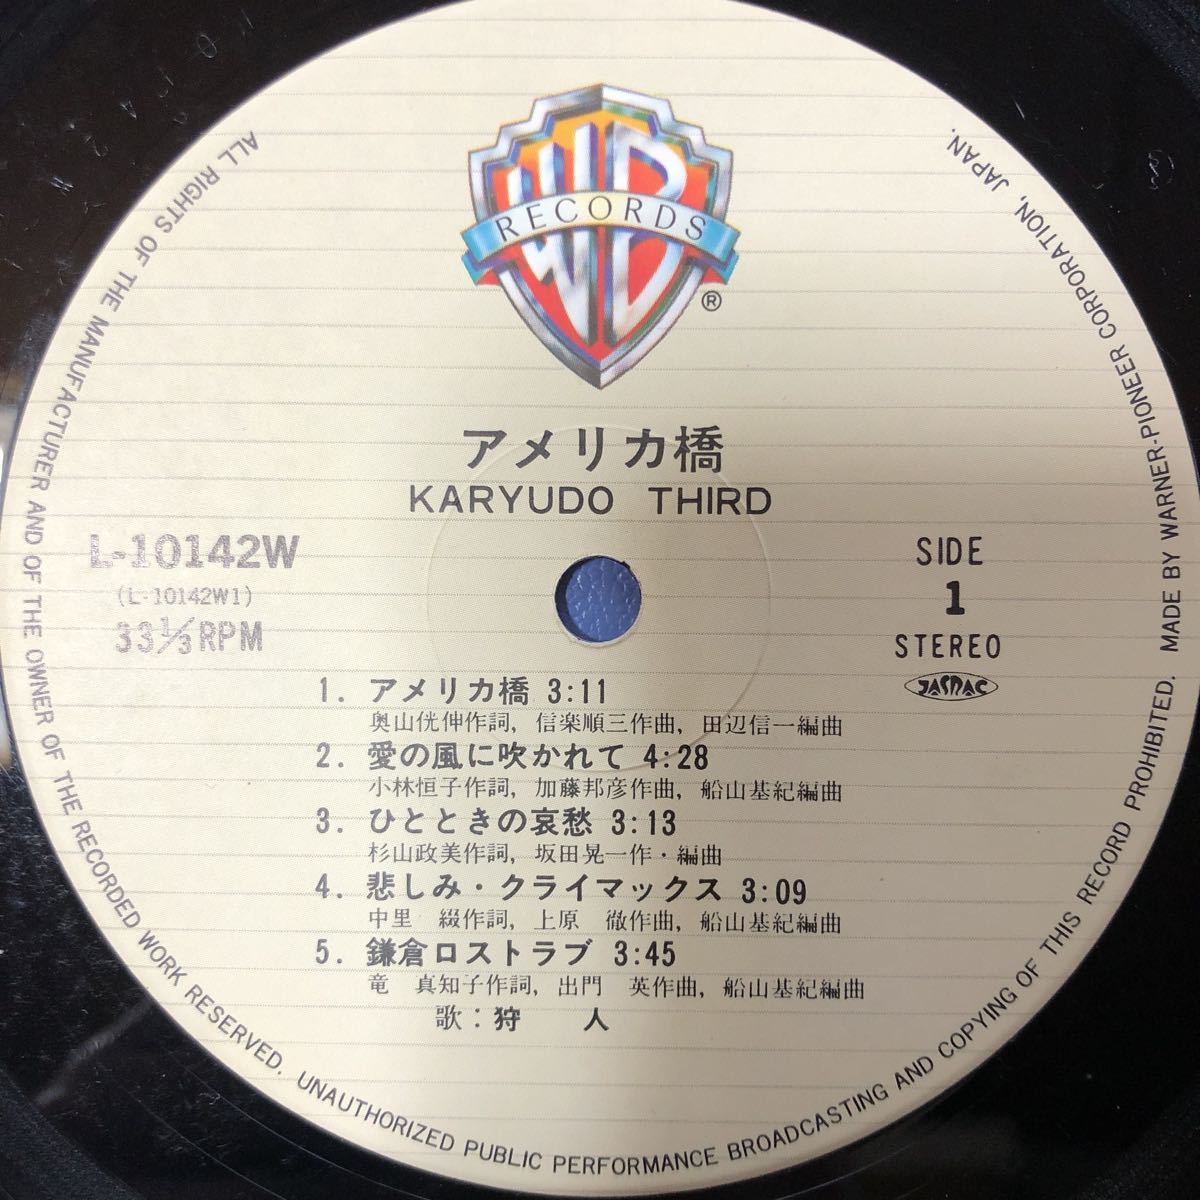 WB
RECORDS
®
アメリカ橋
KARYUDO THIRD
L-10142W
(L-10142W1)
33⅓RPM
SIDE
1
STEREO
JASRAC
1. アメリカ橋 3:11
奥山侊伸作詞, 信楽順三作曲, 田辺信一編曲
2. 愛の風に吹かれて 4:28
小林恒子作詞, 加藤邦彦作曲, 船山基紀編曲
3. ひとときの哀愁 3:13
杉山政美作詞, 坂田晃一作・編曲
4. 悲しみ・クライマックス 3:09
中里 綴作詞, 上原 徹作曲, 船山基紀編曲
5. 鎌倉ロストラブ 3:45
竜 真知子作詞, 出門 英作曲, 船山基紀編曲
歌：狩 人
ALL RIGHTS OF THE MANUFACTURER AND OF THE OWNER OF THE RECORDED WORK RESERVED. UNAUTHORIZED PUBLIC PERFORMANCE BROADCASTING AND COPYING OF THIS RECORD PROHIBITED. MADE BY WARNER-PIONEER CORPORATION, JAPAN.